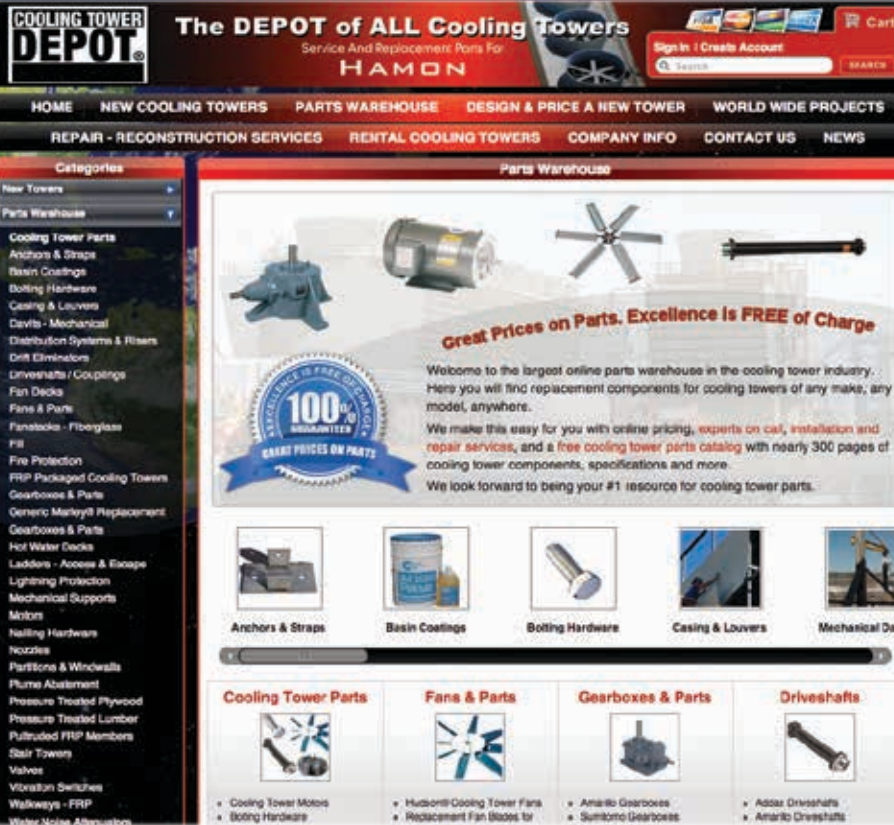 COOLING TOWER
DEPOT®
The DEPOT of ALL Cooling Towers
Service And Replacement Parts For
HAMON
Cart
Sign In | Create Account
Search
SEARCH
HOME NEW COOLING TOWERS PARTS WAREHOUSE DESIGN & PRICE A NEW TOWER WORLD WIDE PROJECTS
REPAIR - RECONSTRUCTION SERVICES RENTAL COOLING TOWERS COMPANY INFO CONTACT US NEWS
Categories
New Towers
Parts Warehouse
Cooling Tower Parts
Anchors & Straps
Basin Coatings
Bolting Hardware
Casing & Louvers
Davits - Mechanical
Distribution Systems & Risers
Drift Eliminators
Driveshafts / Couplings
Fan Decks
Fans & Parts
Fanstacks - Fiberglass
Fill
Fire Protection
FRP Packaged Cooling Towers
Gearboxes & Parts
Generic Marley® Replacement
Gearboxes & Parts
Hot Water Decks
Ladders - Access & Escape
Lightning Protection
Mechanical Supports
Motors
Nailing Hardware
Nozzles
Partitions & Windwalls
Plume Abatement
Pressure Treated Plywood
Pressure Treated Lumber
Pultruded FRP Members
Stair Towers
Valves
Vibration Switches
Walkways - FRP
Water Noise Attenuators
Parts Warehouse
Great Prices on Parts. Excellence is FREE of Charge
EXCELLENCE IS FREE OF CHARGE
100%
GUARANTEED
GREAT PRICES ON PARTS
Welcome to the largest online parts warehouse in the cooling tower industry.
Here you will find replacement components for cooling towers of any make, any
model, anywhere.
We make this easy for you with online pricing, experts on call, installation and
repair services, and a free cooling tower parts catalog with nearly 300 pages of
cooling tower components, specifications and more.
We look forward to being your #1 resource for cooling tower parts.
Anchors & Straps
Basin Coatings
Bolting Hardware
Casing & Louvers
Mechanical Da
Cooling Tower Parts
• Cooling Tower Motors
• Bolting Hardware
Fans & Parts
• Hudson® Cooling Tower Fans
• Replacement Fan Blades for
Gearboxes & Parts
• Amarillo Gearboxes
• Sumitomo Gearboxes
Driveshafts
• Addax Driveshafts
• Amarillo Driveshafts